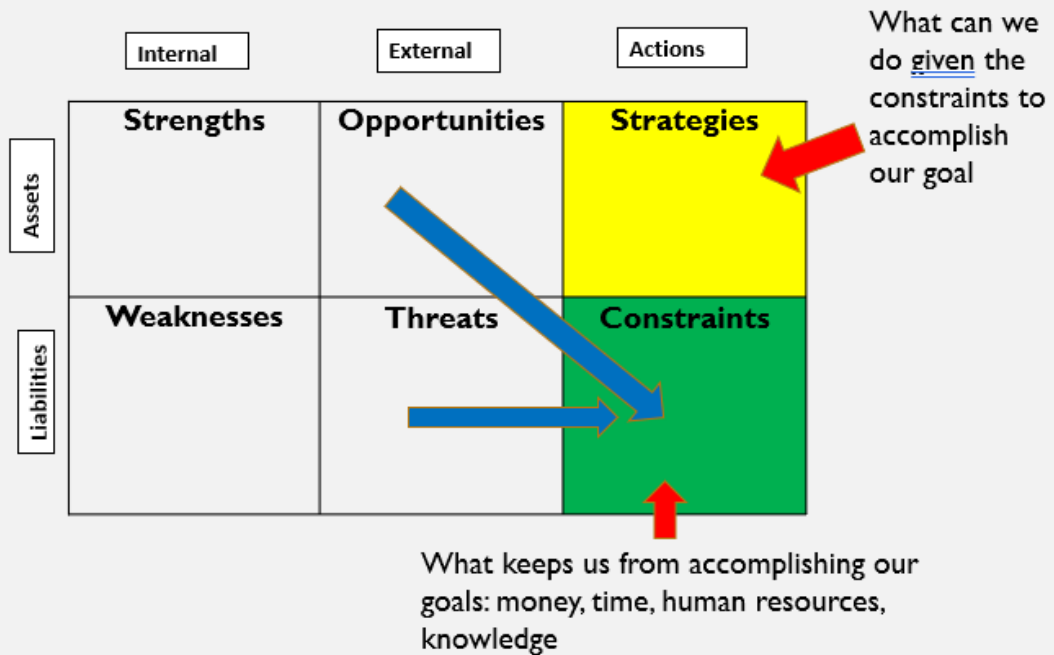 Internal
External
Actions
What can we
do given the
constraints to
accomplish
our goal
Assets
Strengths
Opportunities
Strategies
Liabilities
Weaknesses
Threats
Constraints
What keeps us from accomplishing our
goals: money, time, human resources,
knowledge